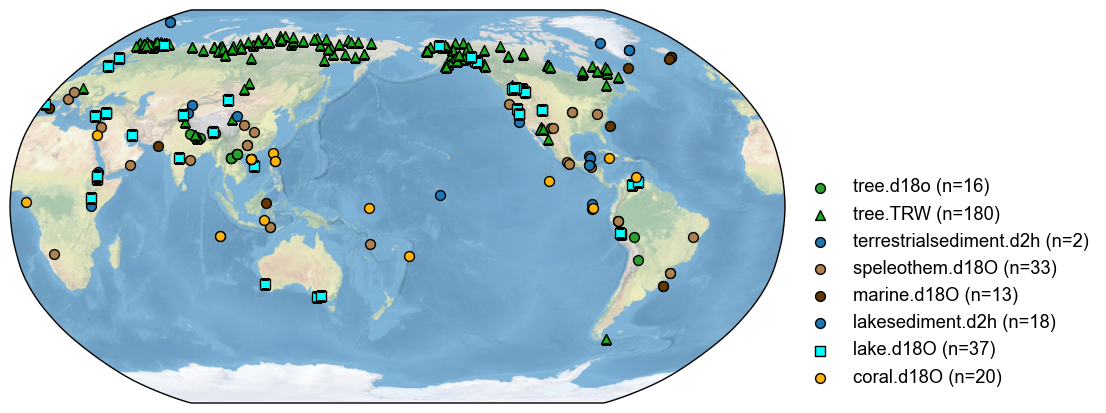 tree.d18o (n=16)
tree.TRW (n=180)
terrestrialsediment.d2h (n=2)
speleothem.d18O (n=33)
marine.d18O (n=13)
lakesediment.d2h (n=18)
lake.d18O (n=37)
coral.d18O (n=20)